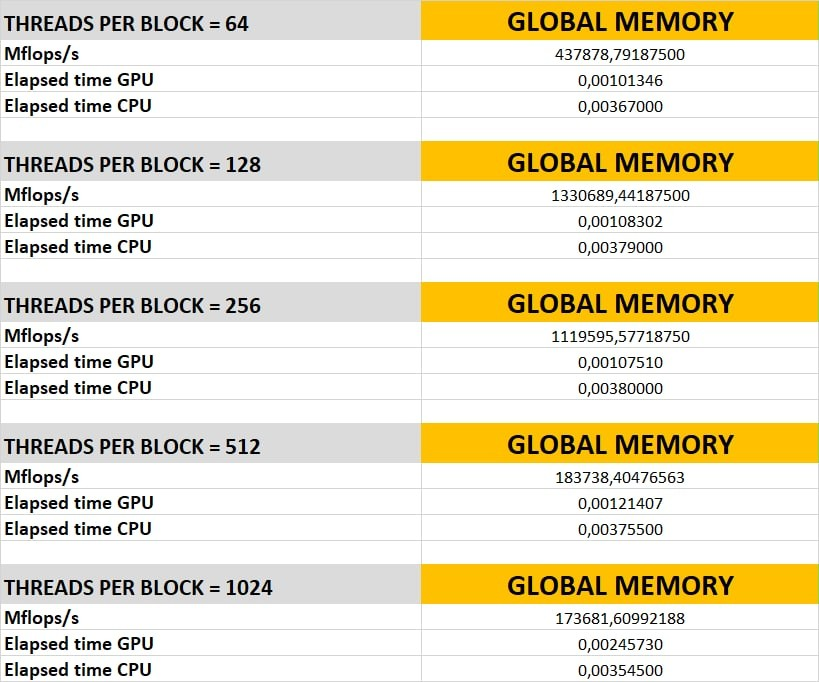 THREADS PER BLOCK = 64 GLOBAL MEMORY
Mflops/s 437878,79187500
Elapsed time GPU 0,00101346
Elapsed time CPU 0,00367000
THREADS PER BLOCK = 128 GLOBAL MEMORY
Mflops/s 1330689,44187500
Elapsed time GPU 0,00108302
Elapsed time CPU 0,00379000
THREADS PER BLOCK = 256 GLOBAL MEMORY
Mflops/s 1119595,57718750
Elapsed time GPU 0,00107510
Elapsed time CPU 0,00380000
THREADS PER BLOCK = 512 GLOBAL MEMORY
Mflops/s 183738,40476563
Elapsed time GPU 0,00121407
Elapsed time CPU 0,00375500
THREADS PER BLOCK = 1024 GLOBAL MEMORY
Mflops/s 173681,60992188
Elapsed time GPU 0,00245730
Elapsed time CPU 0,00354500